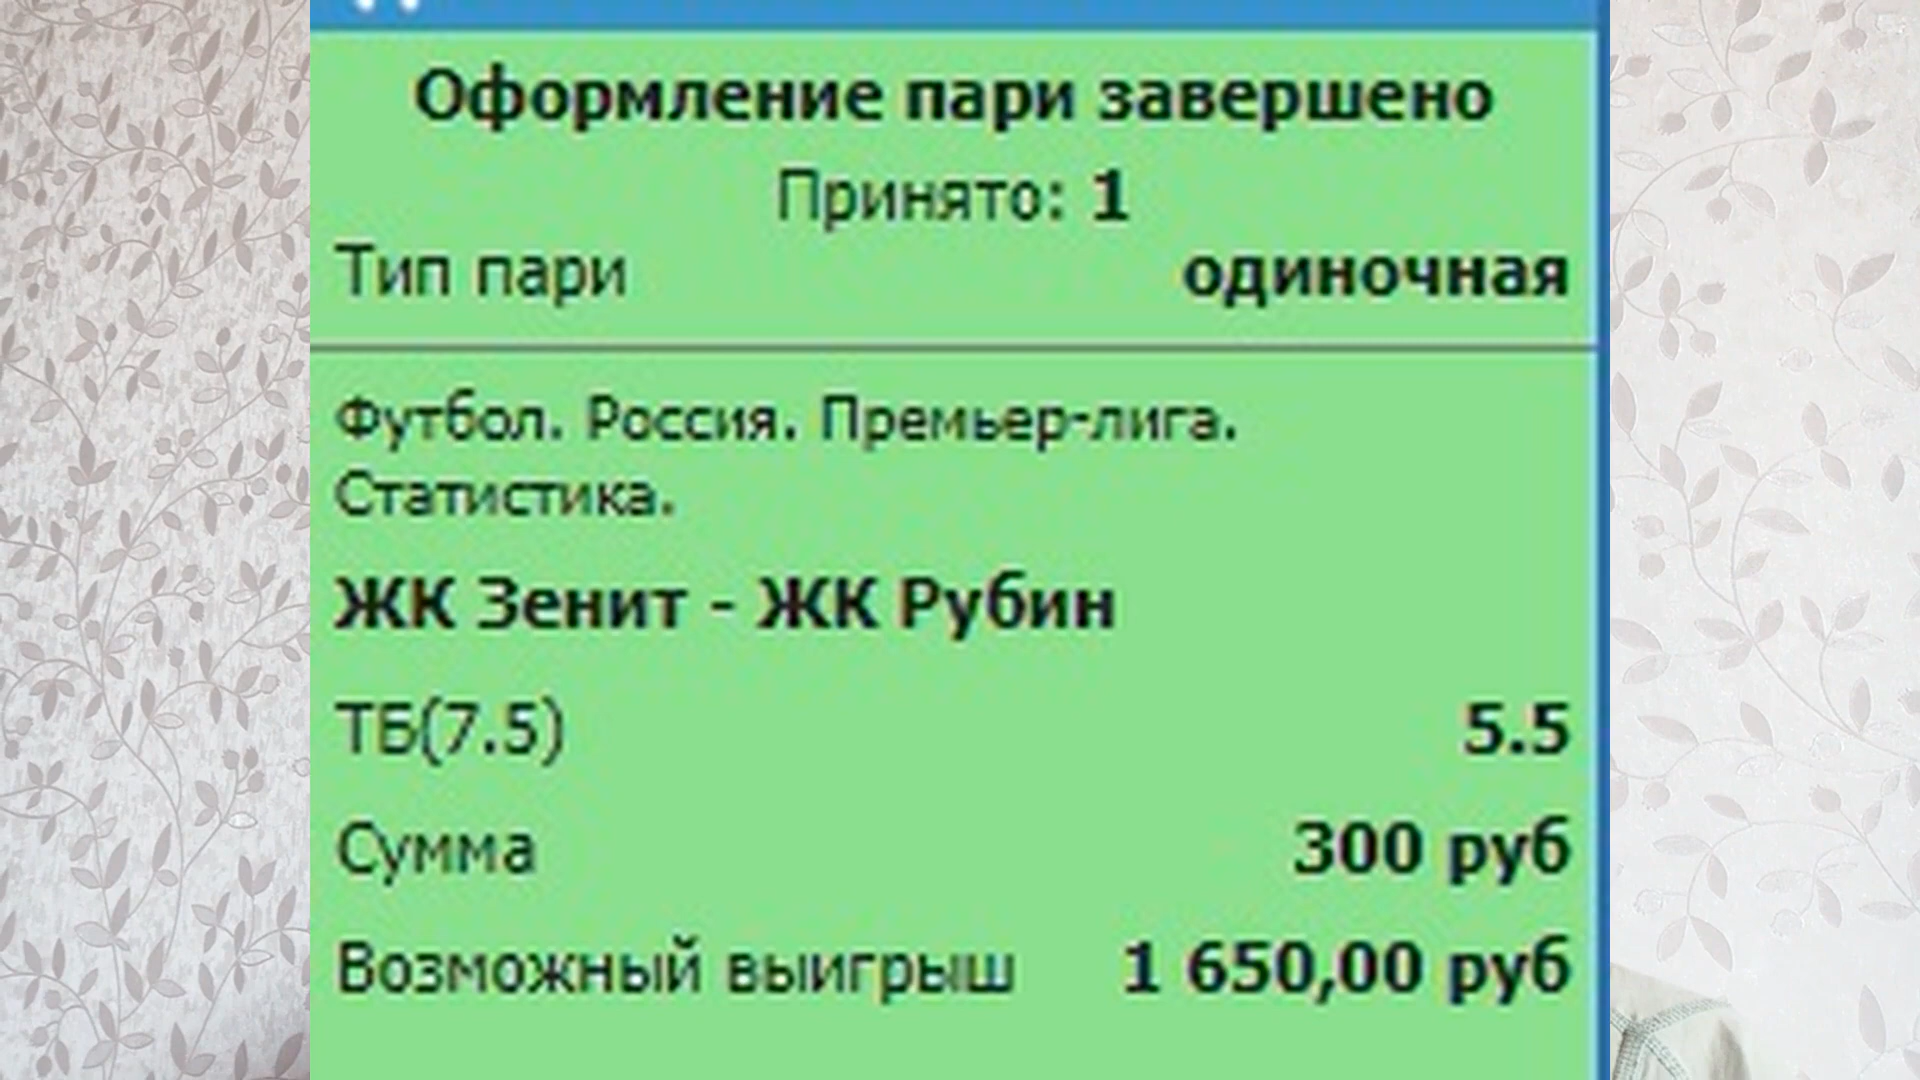 Оформление пари завершено
Принято: 1
Тип пари одиночная
Футбол. Россия. Премьер-лига.
Статистика.
ЖК Зенит - ЖК Рубин
ТБ(7.5) 5.5
Сумма 300 руб
Возможный выигрыш 1 650,00 руб